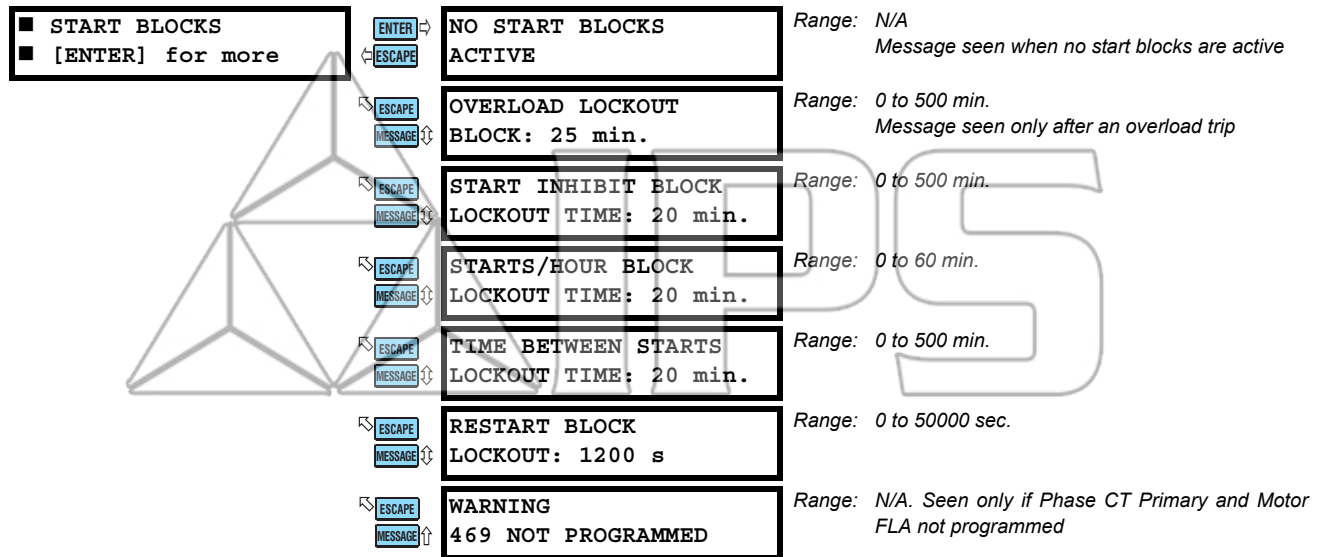 ■ START BLOCKS
■ [ENTER] for more
ENTER
ESCAPE
NO START BLOCKS
ACTIVE
Range: N/A
Message seen when no start blocks are active
ESCAPE
MESSAGE
OVERLOAD LOCKOUT
BLOCK: 25 min.
Range: 0 to 500 min.
Message seen only after an overload trip
ESCAPE
MESSAGE
START INHIBIT BLOCK
LOCKOUT TIME: 20 min.
Range: 0 to 500 min.
ESCAPE
MESSAGE
STARTS/HOUR BLOCK
LOCKOUT TIME: 20 min.
Range: 0 to 60 min.
ESCAPE
MESSAGE
TIME BETWEEN STARTS
LOCKOUT TIME: 20 min.
Range: 0 to 500 min.
ESCAPE
MESSAGE
RESTART BLOCK
LOCKOUT: 1200 s
Range: 0 to 50000 sec.
ESCAPE
MESSAGE
WARNING
469 NOT PROGRAMMED
Range: N/A. Seen only if Phase CT Primary and Motor
FLA not programmed
IPS